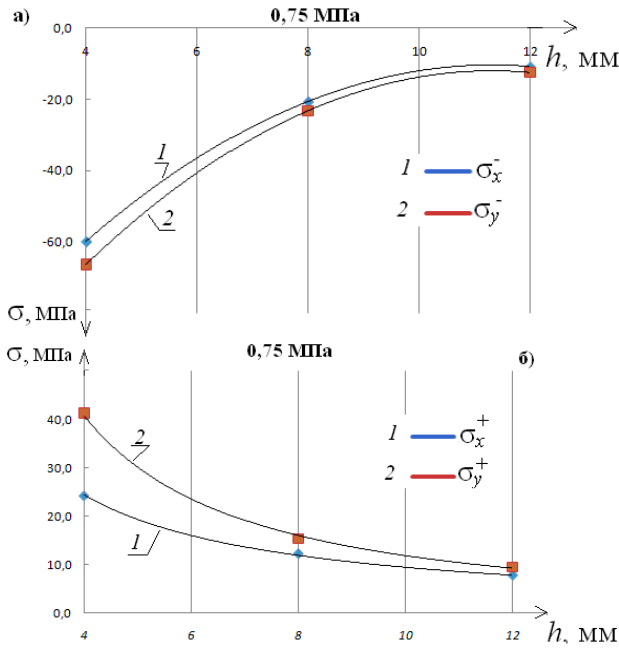 а) 0,75 МПа
0,0
4 6 8 10 12 h, мм
-20,0
1 σx-
-40,0
1
2 σy-
2
-60,0
σ, МПа
σ, МПа 0,75 МПа б)
1 σx+
40,0
2
2 σy+
30,0
20,0
1
10,0
0,0
4 6 8 10 12 h, мм